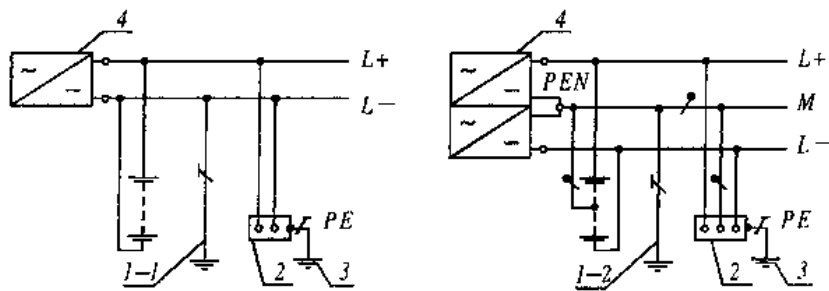 4
~
–
L+
L–
PE
1-1
2
3
4
~
–
~
–
PEN
L+
M
L–
PE
1-2
2
3